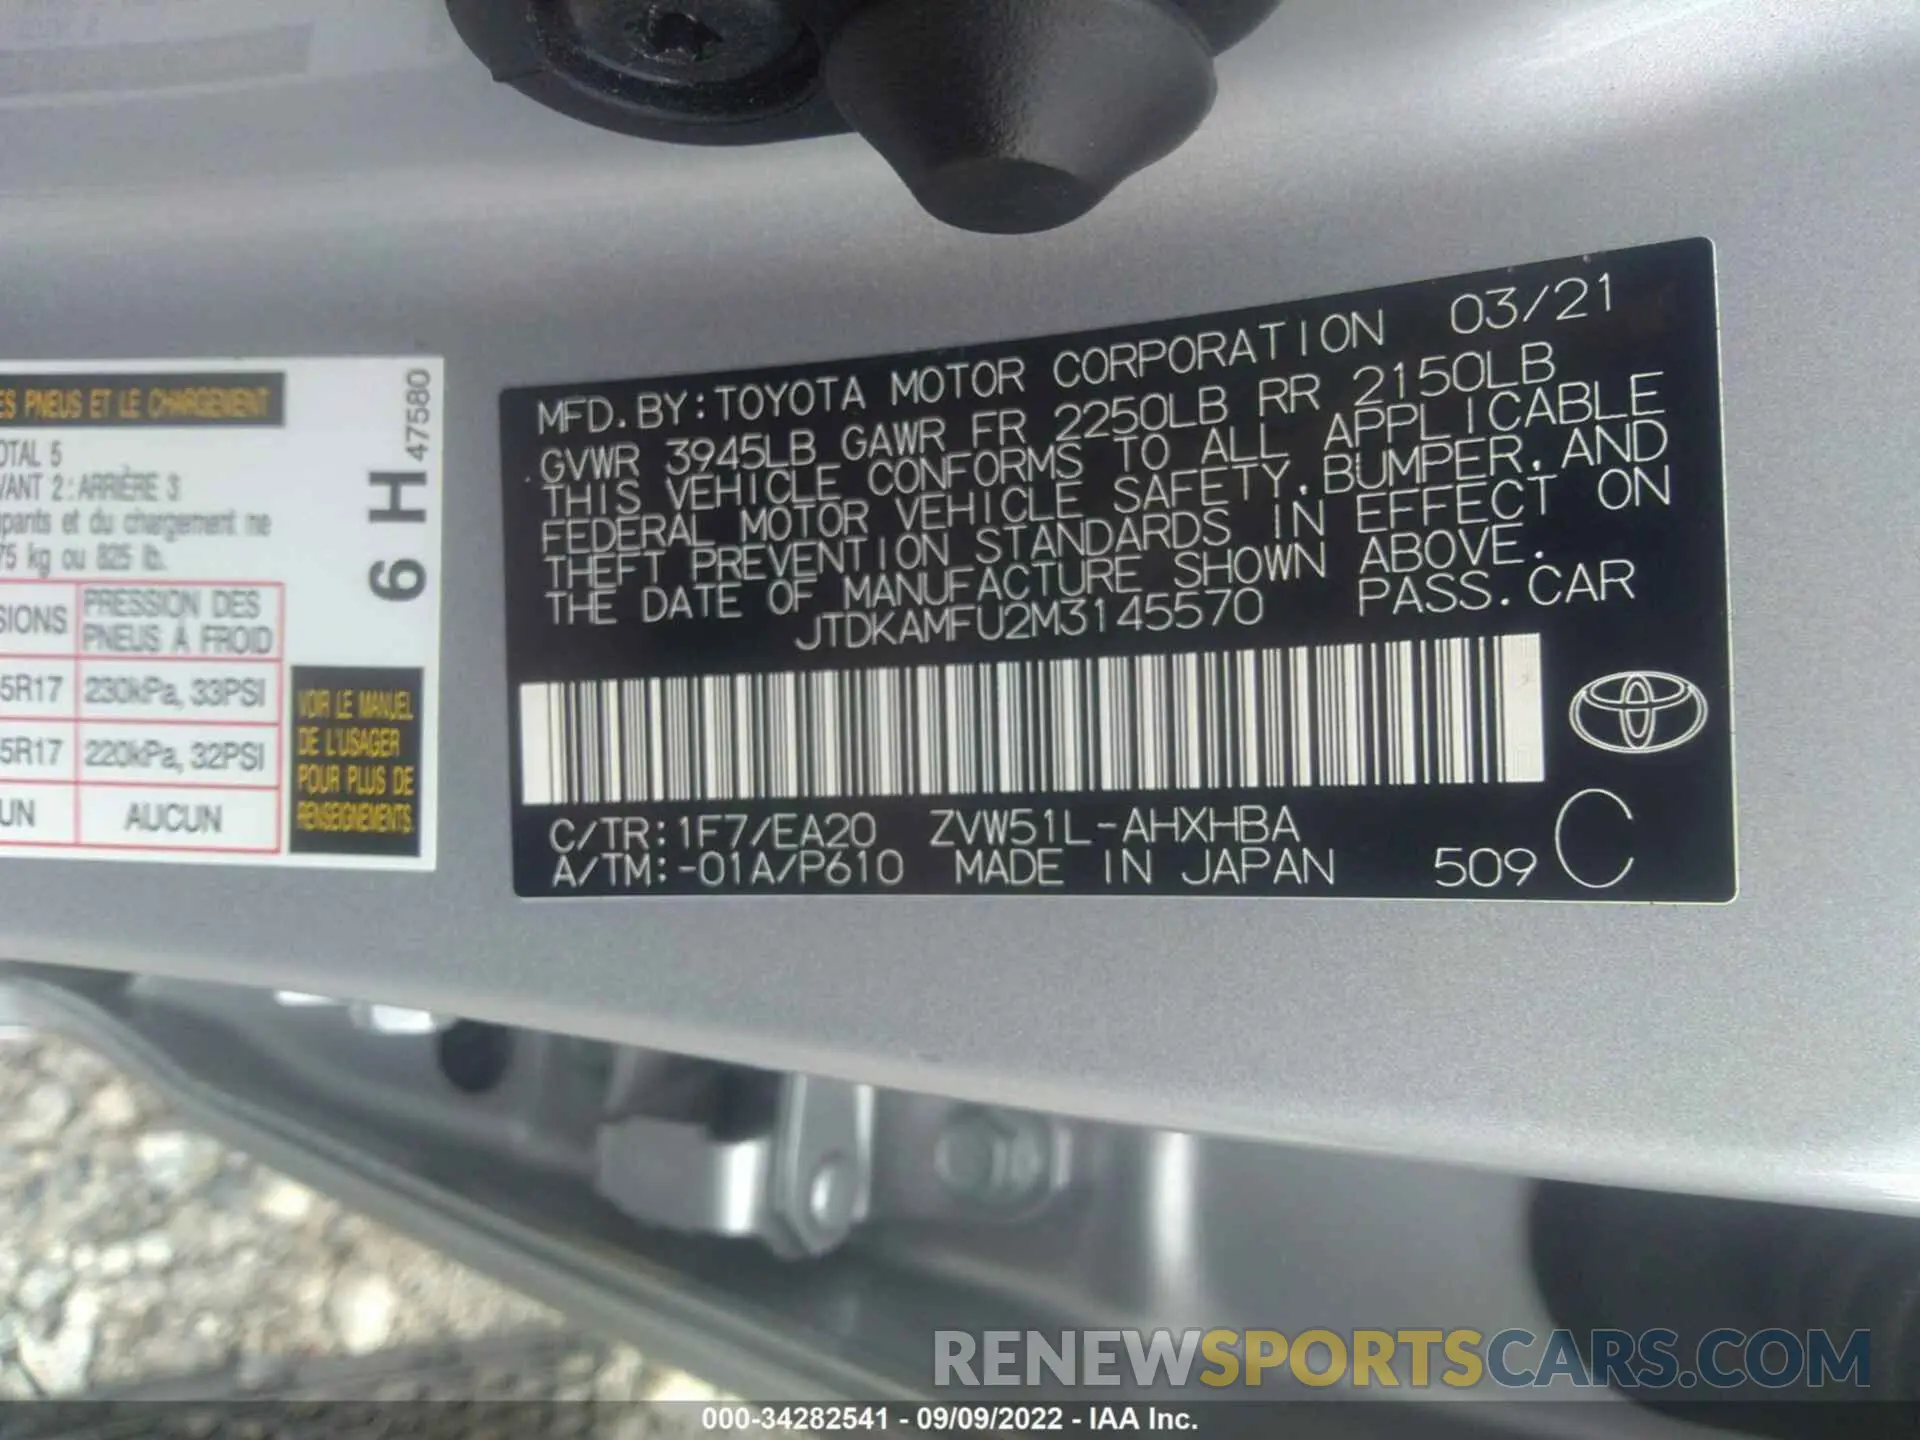 ES PNEUS ET LE CHARGEMENT
OTAL 5
VANT 2 : ARRIÈRE 3
upants et du chargement ne
75 kg ou 825 lb.
SIONS PRESSION DES
PNEUS À FROID
5R17 230kPa, 33PSI
5R17 220kPa, 32PSI
UN AUCUN
47580
6 H
VOIR LE MANUEL
DE L'USAGER
POUR PLUS DE
RENSEIGNEMENTS.
MFD. BY: TOYOTA MOTOR CORPORATION 03/21
GVWR 3945LB GAWR FR 2250LB RR 2150LB
THIS VEHICLE CONFORMS TO ALL APPLICABLE
FEDERAL MOTOR VEHICLE SAFETY, BUMPER, AND
THEFT PREVENTION STANDARDS IN EFFECT ON
THE DATE OF MANUFACTURE SHOWN ABOVE.
JTDKAMFU2M3145570 PASS. CAR
C/TR: 1F7/EA20 ZVW51L-AHXHBA
A/TM: -01A/P610 MADE IN JAPAN 509 C
RENEWSPORTSCARS.COM
000-34282541 - 09/09/2022 - IAA Inc.